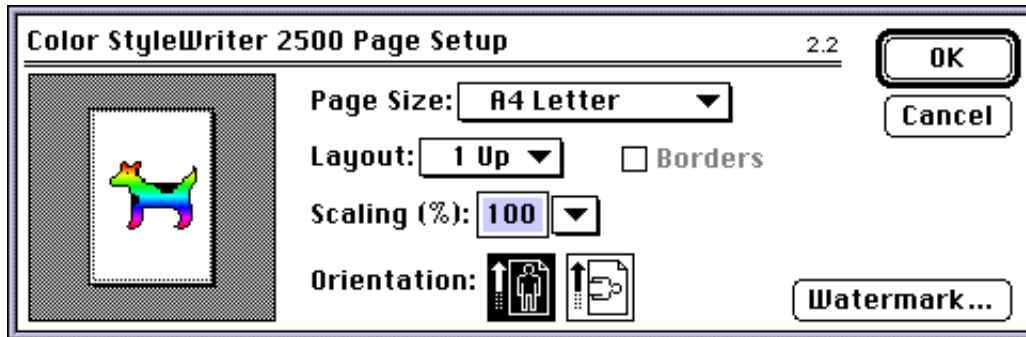 Color StyleWriter 2500 Page Setup 2.2
OK
Page Size: A4 Letter
Cancel
Layout: 1 Up Borders
Scaling (%): 100
Orientation:
Watermark...